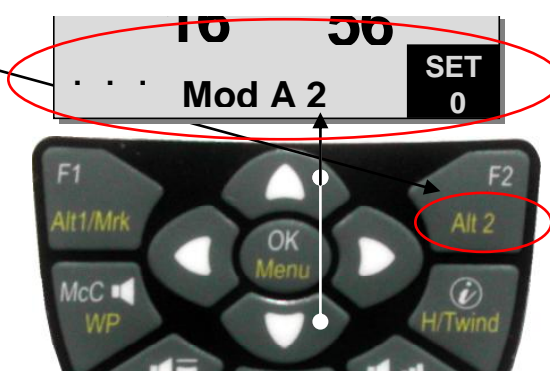 16 56
. . .
Mod A 2
SET
0
F1
F2
Alt1/Mrk
Alt 2
OK
Menu
McC
WP
i
H/Twind